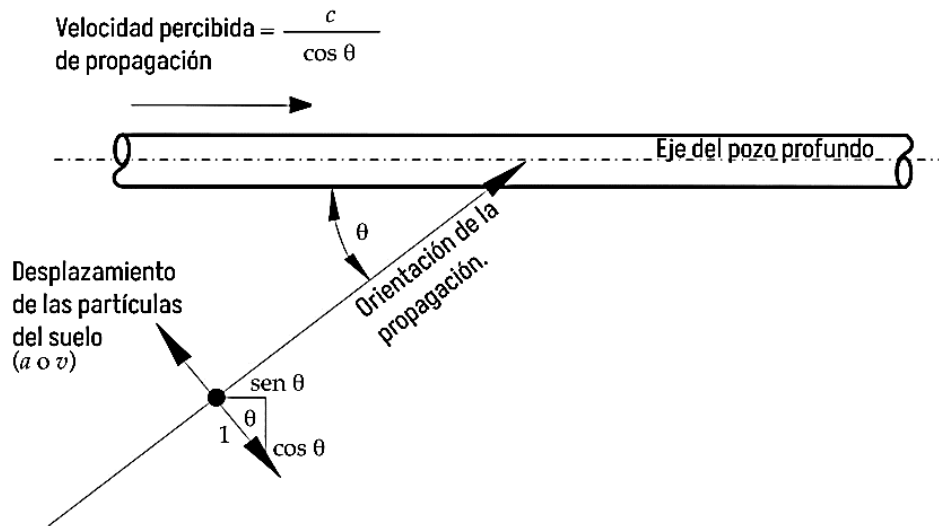 Velocidad percibida = c / cos θ
de propagación
Eje del pozo profundo
θ
Orientación de la
propagación.
Desplazamiento
de las partículas
del suelo
(a o v)
sen θ
θ
1
cos θ